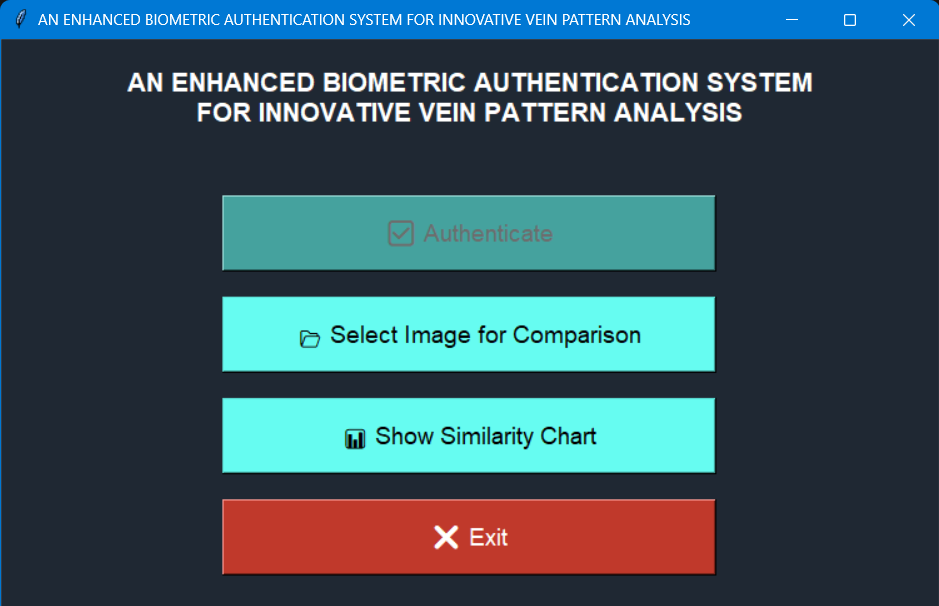 AN ENHANCED BIOMETRIC AUTHENTICATION SYSTEM FOR INNOVATIVE VEIN PATTERN ANALYSIS
AN ENHANCED BIOMETRIC AUTHENTICATION SYSTEM
FOR INNOVATIVE VEIN PATTERN ANALYSIS
Authenticate
Select Image for Comparison
Show Similarity Chart
Exit